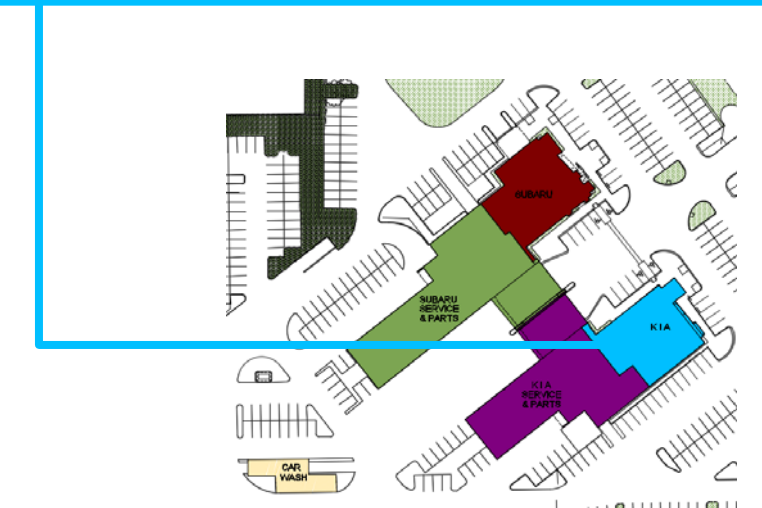 SUBARU
SUBARU
SERVICE
& PARTS
KIA
KIA
SERVICE
& PARTS
CAR
WASH